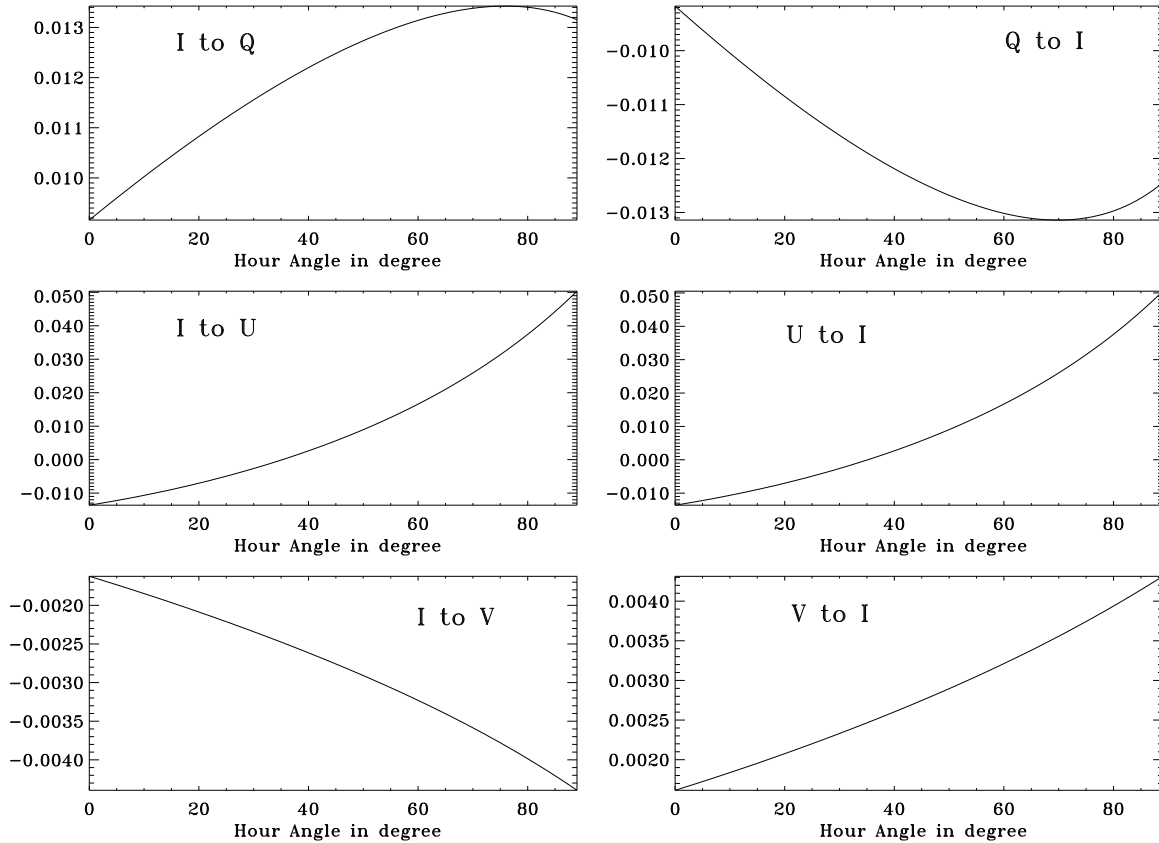 0.013
0.012
0.011
0.010
I to Q
0 20 40 60 80
Hour Angle in degree
−0.010
−0.011
−0.012
−0.013
Q to I
0 20 40 60 80
Hour Angle in degree
0.050
0.040
0.030
0.020
0.010
0.000
−0.010
I to U
0 20 40 60 80
Hour Angle in degree
0.050
0.040
0.030
0.020
0.010
0.000
−0.010
U to I
0 20 40 60 80
Hour Angle in degree
−0.0020
−0.0025
−0.0030
−0.0035
−0.0040
I to V
0 20 40 60 80
Hour Angle in degree
0.0040
0.0035
0.0030
0.0025
0.0020
V to I
0 20 40 60 80
Hour Angle in degree